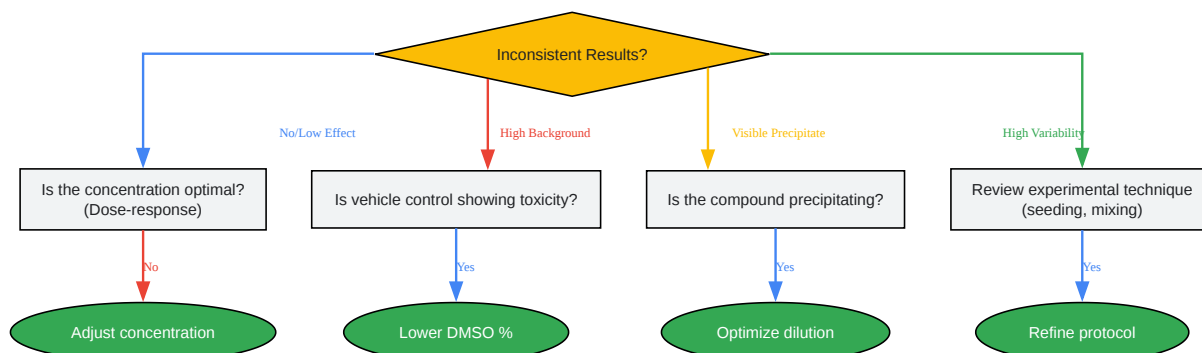 Inconsistent Results?
No/Low Effect
High Background
Visible Precipitate
High Variability
Is the concentration optimal?
(Dose-response)
Is vehicle control showing toxicity?
Is the compound precipitating?
Review experimental technique
(seeding, mixing)
No
Yes
Yes
Yes
Adjust concentration
Lower DMSO %
Optimize dilution
Refine protocol